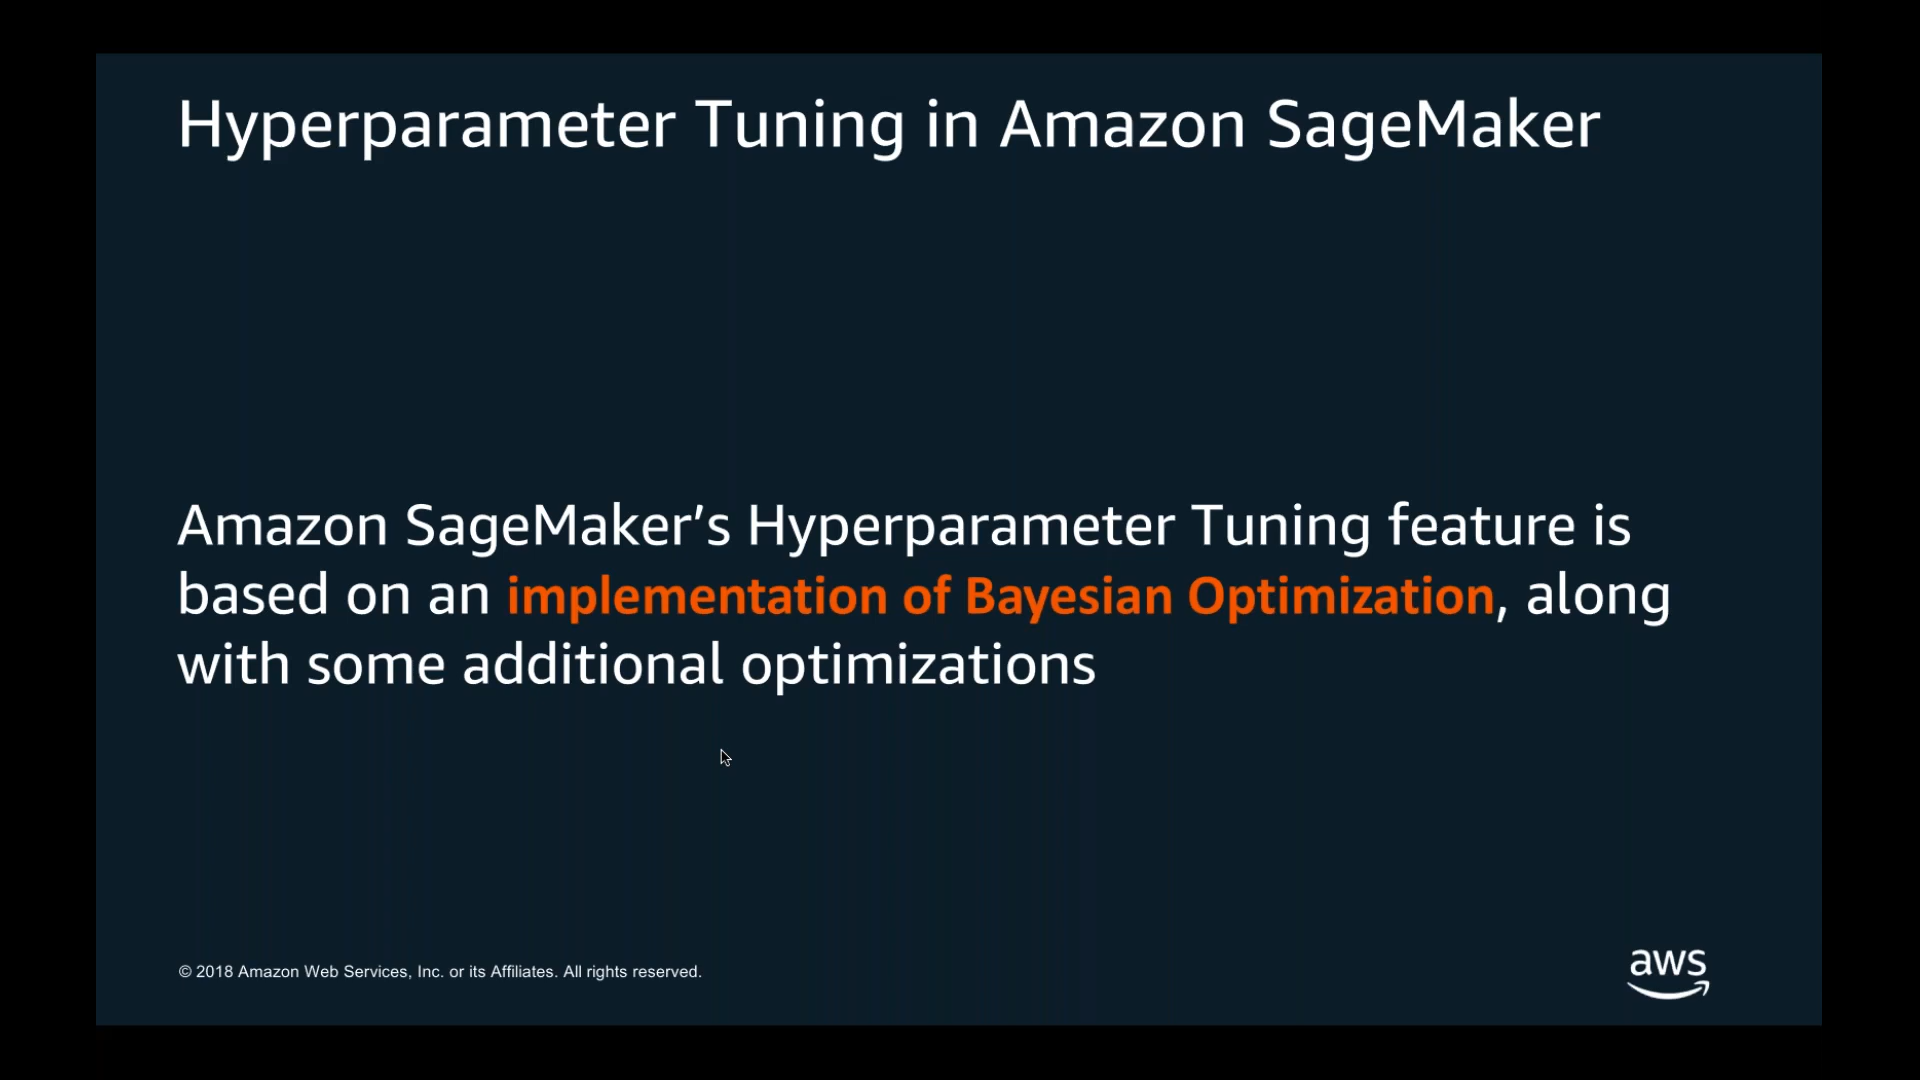 Hyperparameter Tuning in Amazon SageMaker
Amazon SageMaker’s Hyperparameter Tuning feature is
based on an implementation of Bayesian Optimization, along
with some additional optimizations
© 2018 Amazon Web Services, Inc. or its Affiliates. All rights reserved.
aws